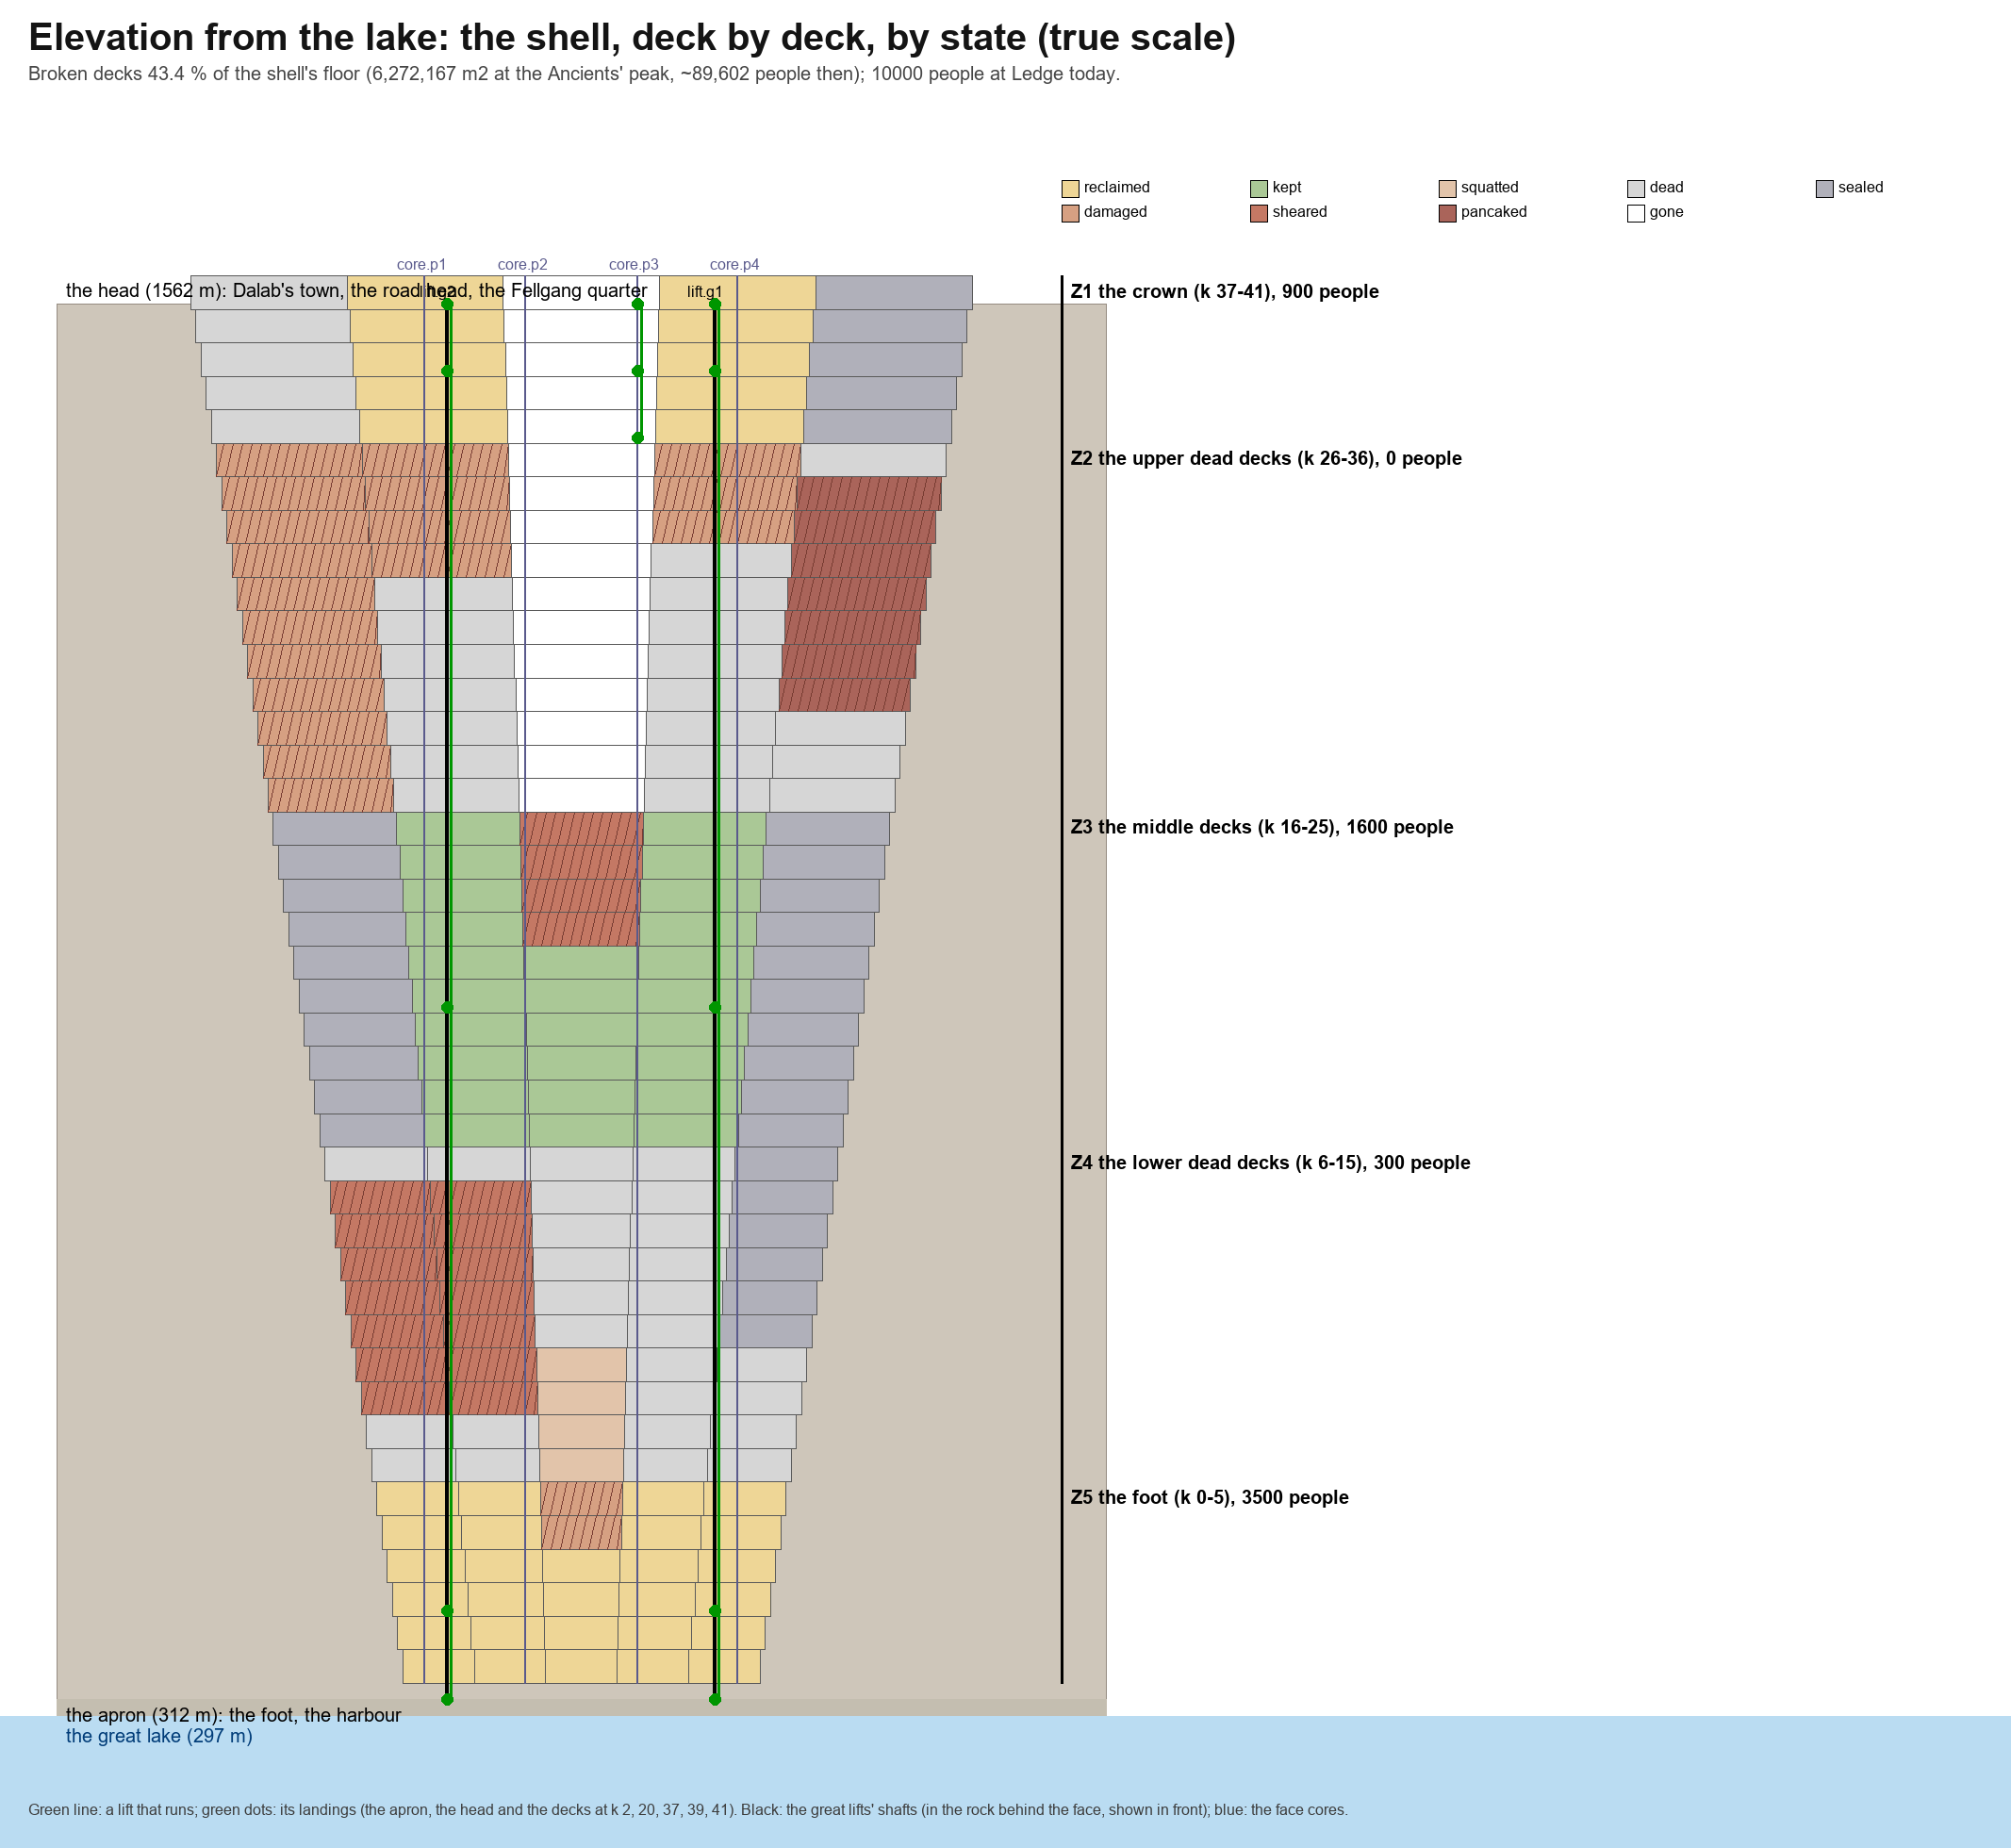 Elevation from the lake: the shell, deck by deck, by state (true scale)
Broken decks 43.4 % of the shell's floor (6,272,167 m2 at the Ancients' peak, ~89,602 people then); 10000 people at Ledge today.
reclaimed kept squatted dead sealed
damaged sheared pancaked gone
core.p1 core.p2 core.p3 core.p4
the head (1562 m): Dalab's town, the road head, the Fellgang quarter
lift.g2 lift.g1
Z1 the crown (k 37-41), 900 people
Z2 the upper dead decks (k 26-36), 0 people
Z3 the middle decks (k 16-25), 1600 people
Z4 the lower dead decks (k 6-15), 300 people
Z5 the foot (k 0-5), 3500 people
the apron (312 m): the foot, the harbour
the great lake (297 m)
Green line: a lift that runs; green dots: its landings (the apron, the head and the decks at k 2, 20, 37, 39, 41). Black: the great lifts' shafts (in the rock behind the face, shown in front); blue: the face cores.